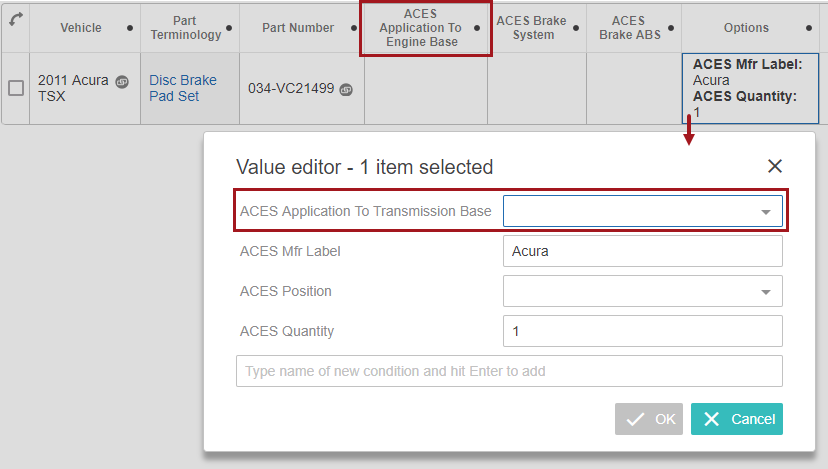 Vehicle
Part
Terminology
Part Number
ACES
Application To
Engine Base
ACES Brake
System
ACES
Brake ABS
Options
2011 Acura
TSX
Disc Brake
Pad Set
034-VC21499
ACES Mfr Label:
Acura
ACES Quantity:
1
Value editor - 1 item selected
ACES Application To Transmission Base
ACES Mfr Label Acura
ACES Position
ACES Quantity 1
Type name of new condition and hit Enter to add
OK Cancel